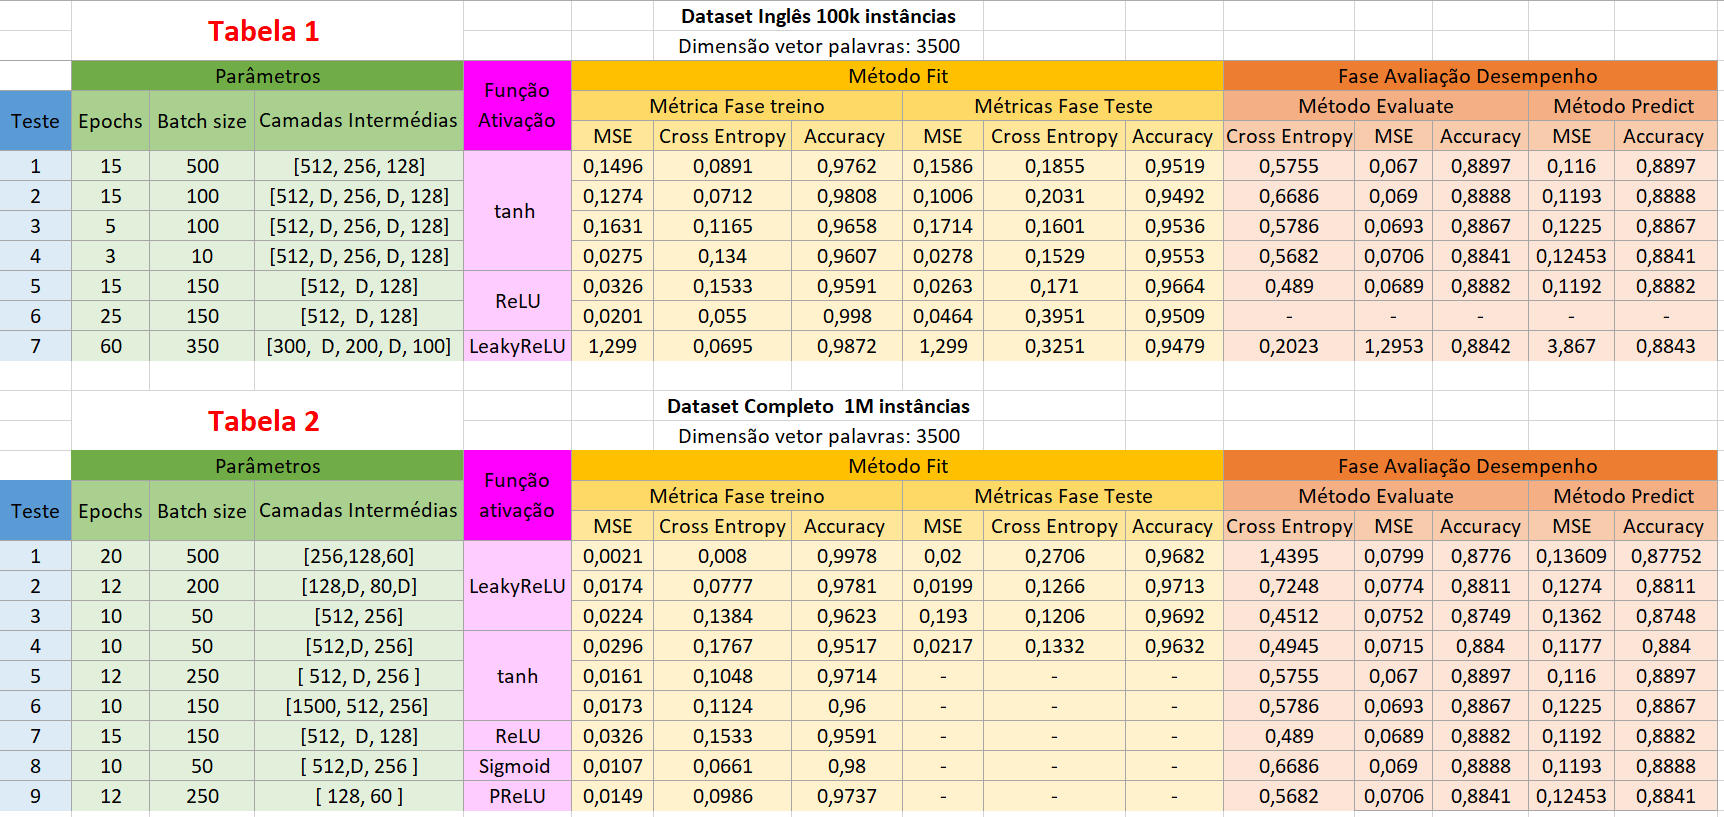 Tabela 1
Dataset Inglês 100k instâncias
Dimensão vetor palavras: 3500
Parâmetros Função Ativação Método Fit Fase Avaliação Desempenho
Teste Epochs Batch size Camadas Intermédias Métrica Fase treino Métricas Fase Teste Método Evaluate Método Predict
MSE Cross Entropy Accuracy MSE Cross Entropy Accuracy Cross Entropy MSE Accuracy MSE Accuracy
1 15 500 [512, 256, 128] tanh 0,1496 0,0891 0,9762 0,1586 0,1855 0,9519 0,5755 0,067 0,8897 0,116 0,8897
2 15 100 [512, D, 256, D, 128] 0,1274 0,0712 0,9808 0,1006 0,2031 0,9492 0,6686 0,069 0,8888 0,1193 0,8888
3 5 100 [512, D, 256, D, 128] 0,1631 0,1165 0,9658 0,1714 0,1601 0,9536 0,5786 0,0693 0,8867 0,1225 0,8867
4 3 10 [512, D, 256, D, 128] 0,0275 0,134 0,9607 0,0278 0,1529 0,9553 0,5682 0,0706 0,8841 0,12453 0,8841
5 15 150 [512, D, 128] ReLU 0,0326 0,1533 0,9591 0,0263 0,171 0,9664 0,489 0,0689 0,8882 0,1192 0,8882
6 25 150 [512, D, 128] 0,0201 0,055 0,998 0,0464 0,3951 0,9509 - - - - -
7 60 350 [300, D, 200, D, 100] LeakyReLU 1,299 0,0695 0,9872 1,299 0,3251 0,9479 0,2023 1,2953 0,8842 3,867 0,8843
Tabela 2
Dataset Completo 1M instâncias
Dimensão vetor palavras: 3500
Parâmetros Função ativação Método Fit Fase Avaliação Desempenho
Teste Epochs Batch size Camadas Intermédias Métrica Fase treino Métricas Fase Teste Método Evaluate Método Predict
MSE Cross Entropy Accuracy MSE Cross Entropy Accuracy Cross Entropy MSE Accuracy MSE Accuracy
1 20 500 [256,128,60] LeakyReLU 0,0021 0,008 0,9978 0,02 0,2706 0,9682 1,4395 0,0799 0,8776 0,13609 0,87752
2 12 200 [128,D, 80,D] 0,0174 0,0777 0,9781 0,0199 0,1266 0,9713 0,7248 0,0774 0,8811 0,1274 0,8811
3 10 50 [512, 256] 0,0224 0,1384 0,9623 0,193 0,1206 0,9692 0,4512 0,0752 0,8749 0,1362 0,8748
4 10 50 [512,D, 256] tanh 0,0296 0,1767 0,9517 0,0217 0,1332 0,9632 0,4945 0,0715 0,884 0,1177 0,884
5 12 250 [ 512, D, 256 ] 0,0161 0,1048 0,9714 - - - 0,5755 0,067 0,8897 0,116 0,8897
6 10 150 [1500, 512, 256] 0,0173 0,1124 0,96 - - - 0,5786 0,0693 0,8867 0,1225 0,8867
7 15 150 [512, D, 128] ReLU 0,0326 0,1533 0,9591 - - - 0,489 0,0689 0,8882 0,1192 0,8882
8 10 50 [ 512,D, 256 ] Sigmoid 0,0107 0,0661 0,98 - - - 0,6686 0,069 0,8888 0,1193 0,8888
9 12 250 [ 128, 60 ] PReLU 0,0149 0,0986 0,9737 - - - 0,5682 0,0706 0,8841 0,12453 0,8841